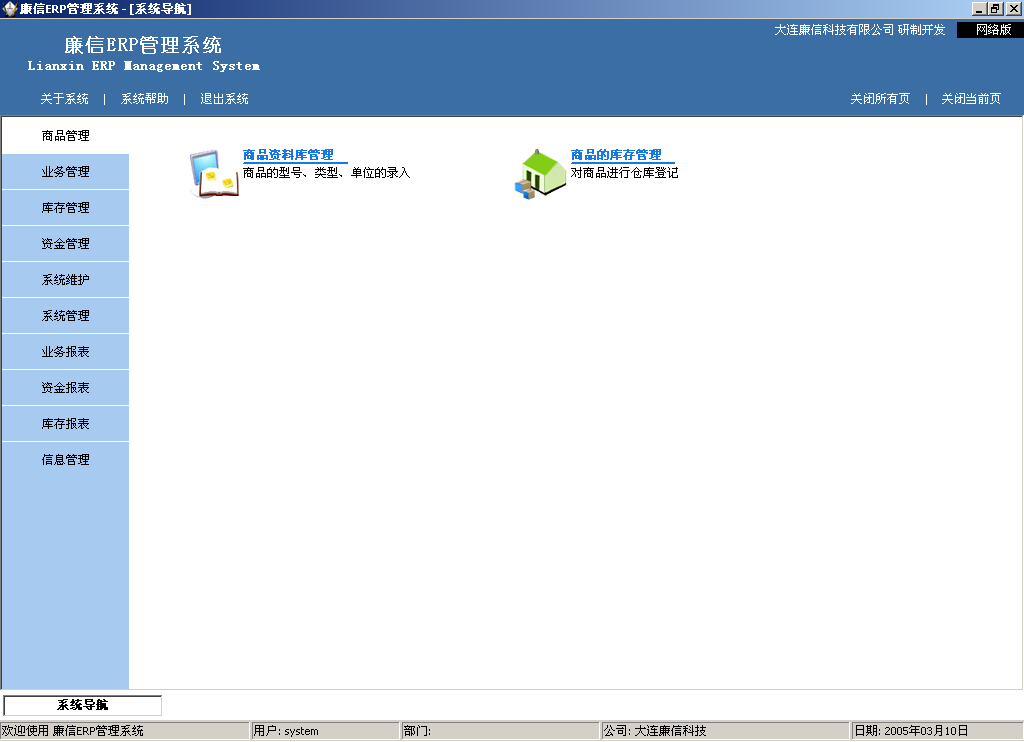 廉信ERP管理系统 - [系统导航]
大连廉信科技有限公司 研制开发 网络版
廉信ERP管理系统
Lianxin ERP Management System
关于系统 | 系统帮助 | 退出系统 关闭所有页 | 关闭当前页
商品管理
业务管理
库存管理
资金管理
系统维护
系统管理
业务报表
资金报表
库存报表
信息管理
商品资料库管理
商品的型号、类型、单位的录入
商品的库存管理
对商品进行仓库登记
系统导航
欢迎使用 廉信ERP管理系统 用户: system 部门: 公司: 大连廉信科技 日期: 2005年03月10日